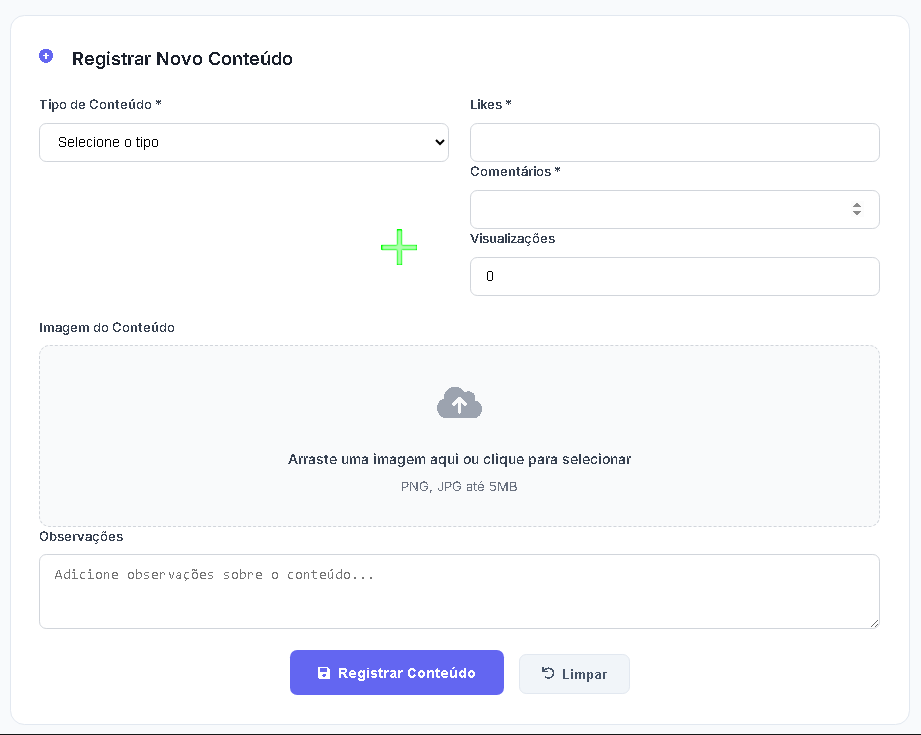 Registrar Novo Conteúdo
Tipo de Conteúdo *
Selecione o tipo
Likes *
Comentários *
Visualizações
0
Imagem do Conteúdo
Arraste uma imagem aqui ou clique para selecionar
PNG, JPG até 5MB
Observações
Adicione observações sobre o conteúdo...
Registrar Conteúdo
Limpar